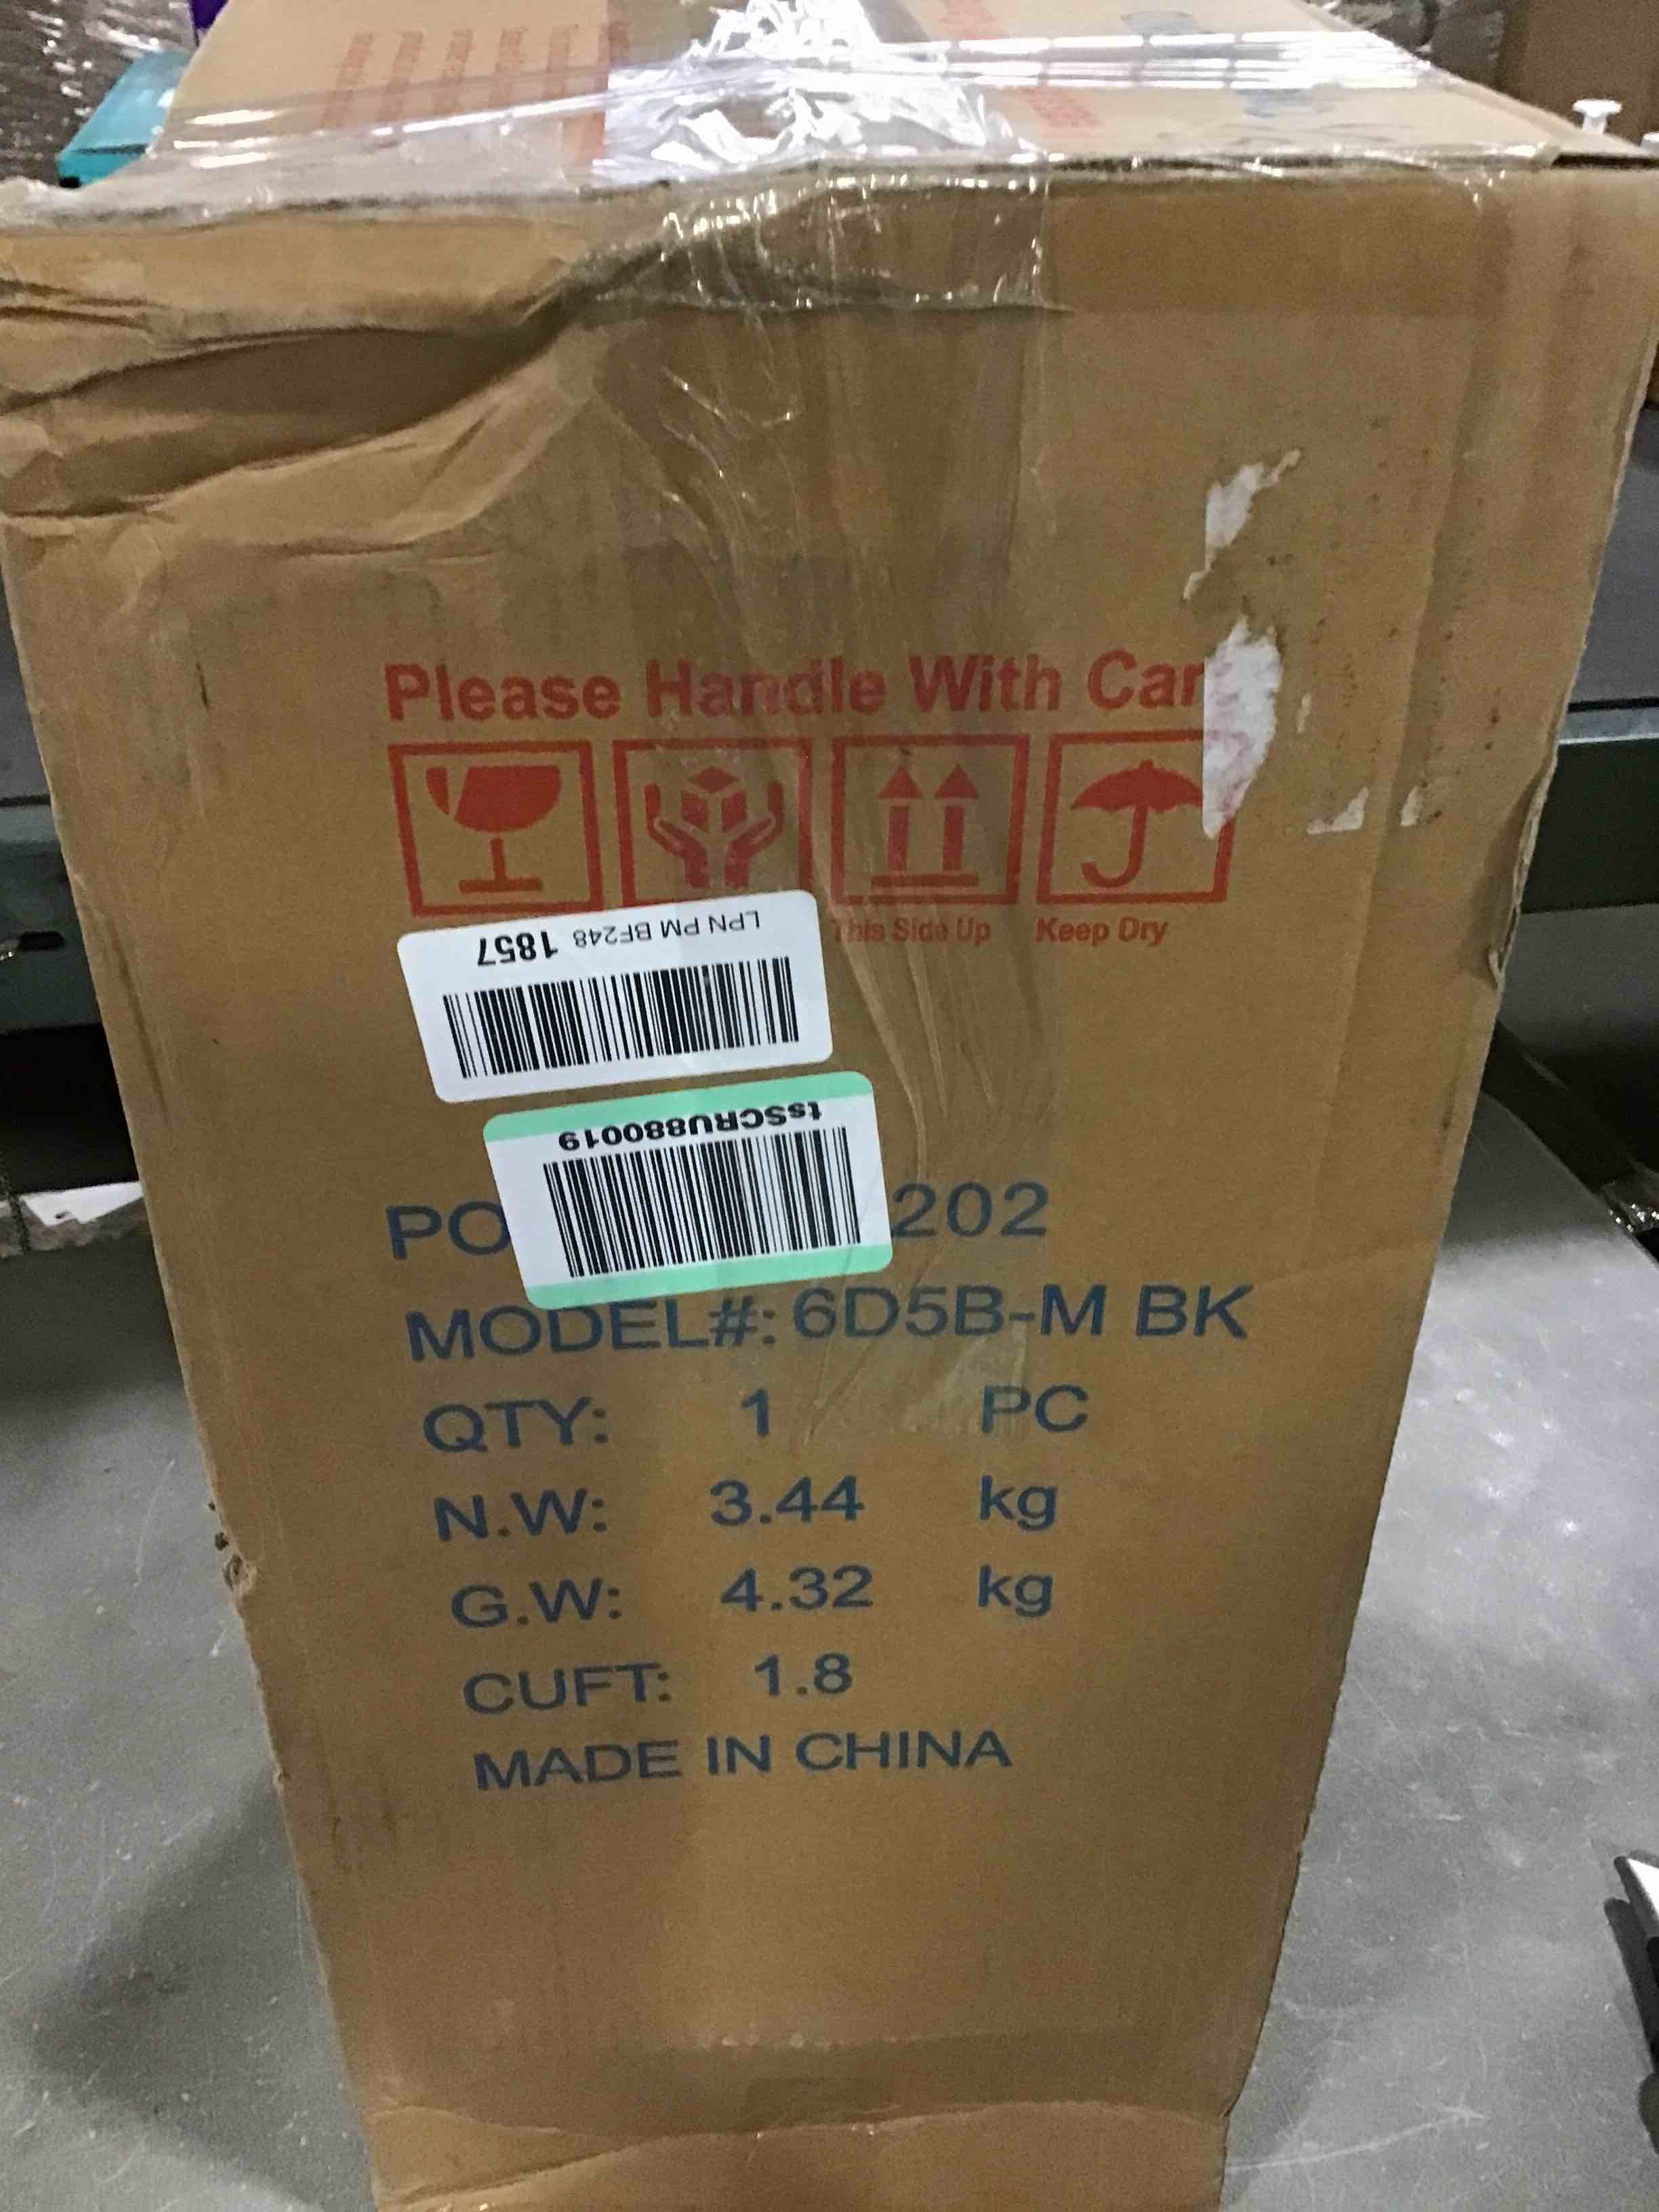 Please Handle With Car
This Side Up
Keep Dry
LPN PM BF248 1857
tsSCRU880019
PO 202
MODEL#: 6D5B-M BK
QTY: 1 PC
N.W: 3.44 kg
G.W: 4.32 kg
CUFT: 1.8
MADE IN CHINA